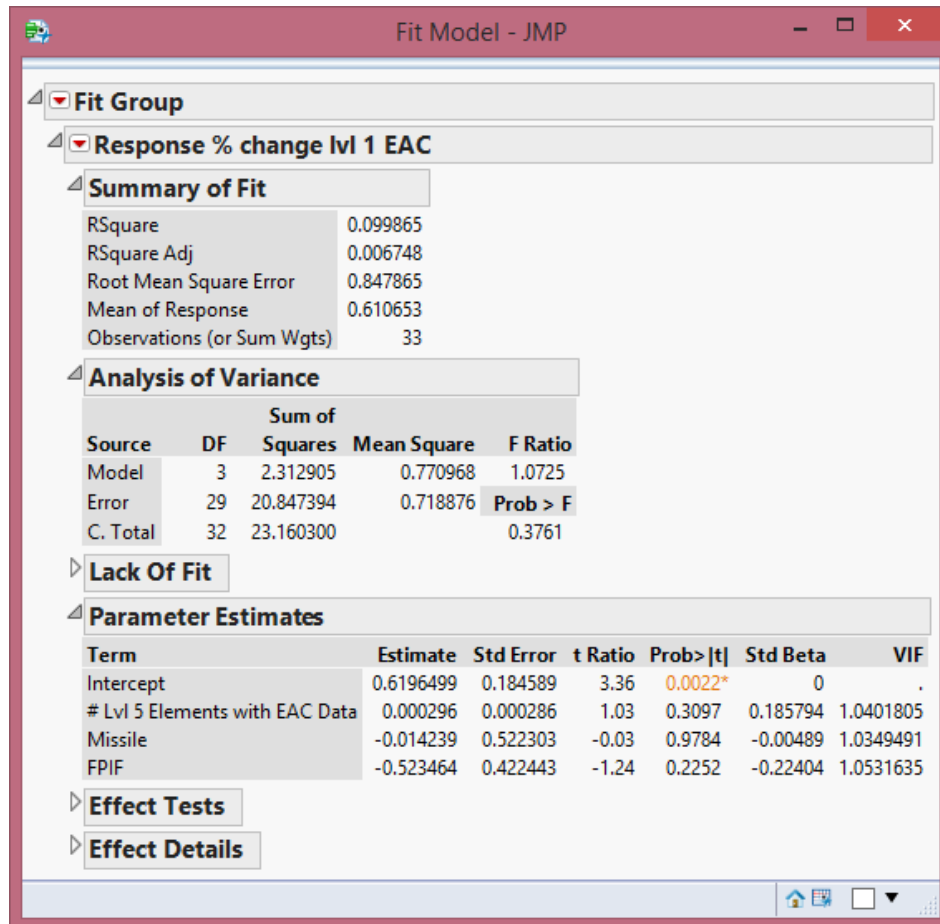 Fit Model - JMP
Fit Group
Response % change lvl 1 EAC
Summary of Fit
RSquare 0.099865
RSquare Adj 0.006748
Root Mean Square Error 0.847865
Mean of Response 0.610653
Observations (or Sum Wgts) 33
Analysis of Variance
Sum of
Source DF Squares Mean Square F Ratio
Model 3 2.312905 0.770968 1.0725
Error 29 20.847394 0.718876 Prob > F
C. Total 32 23.160300 0.3761
Lack Of Fit
Parameter Estimates
Term Estimate Std Error t Ratio Prob>|t| Std Beta VIF
Intercept 0.6196499 0.184589 3.36 0.0022* 0 .
# Lvl 5 Elements with EAC Data 0.000296 0.000286 1.03 0.3097 0.185794 1.0401805
Missile -0.014239 0.522303 -0.03 0.9784 -0.00489 1.0349491
FPIF -0.523464 0.422443 -1.24 0.2252 -0.22404 1.0531635
Effect Tests
Effect Details